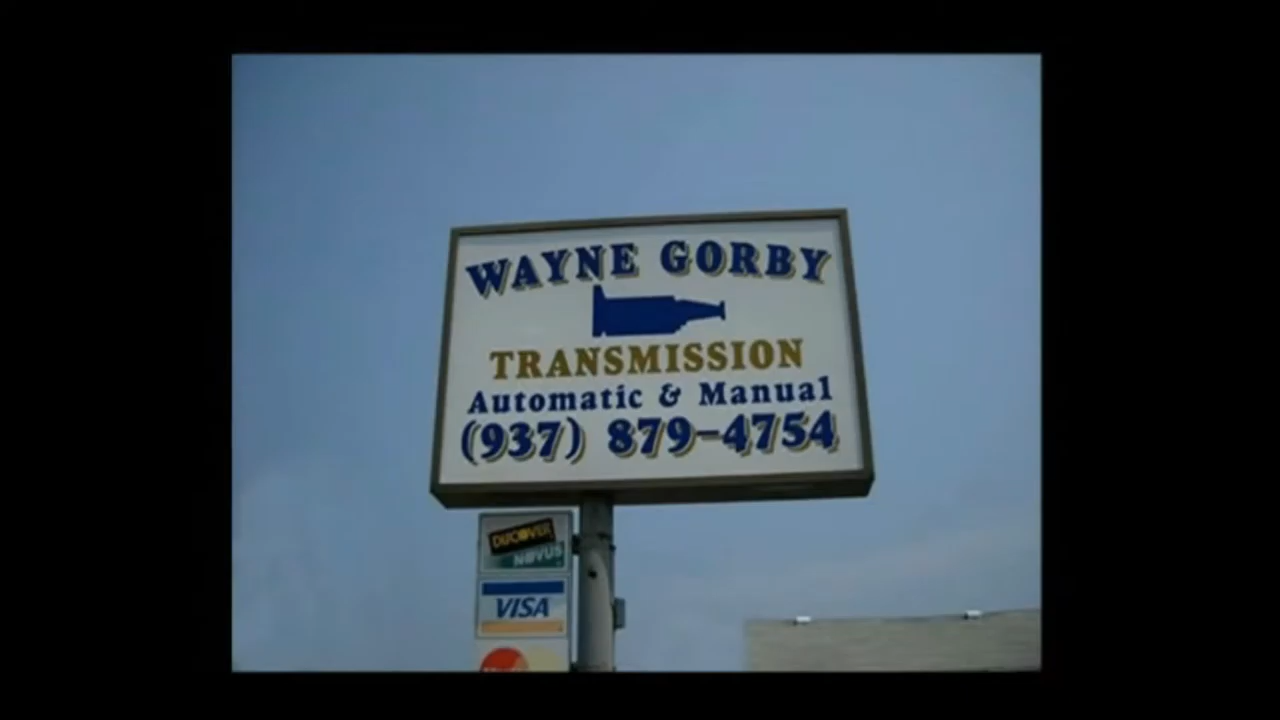 WAYNE GORBY
TRANSMISSION
Automatic & Manual
(937) 879-4754
DISCOVER
NOVUS
VISA